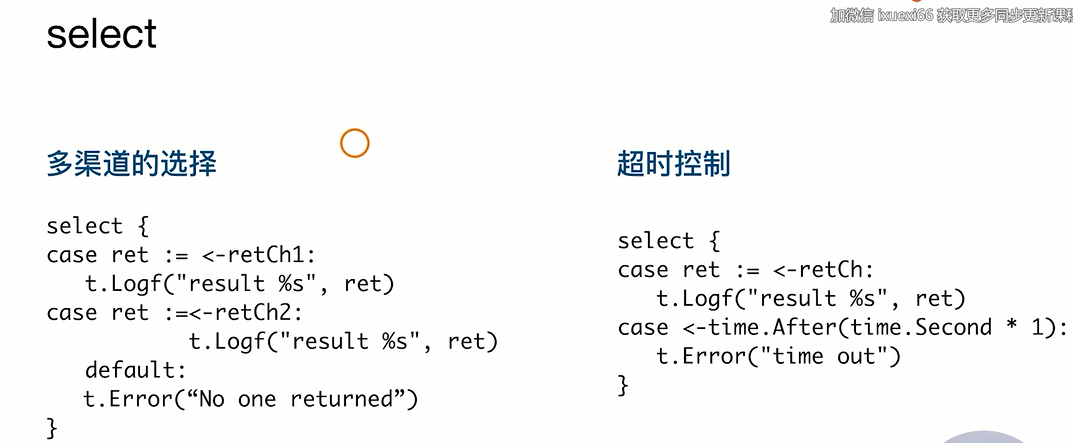 加微信 ixuexi66 获取更多同步更新课程
select
多渠道的选择
select {
case ret := <-retCh1:
t.Logf("result %s", ret)
case ret :=<-retCh2:
t.Logf("result %s", ret)
default:
t.Error(“No one returned”)
}
超时控制
select {
case ret := <-retCh:
t.Logf("result %s", ret)
case <-time.After(time.Second * 1):
t.Error("time out")
}